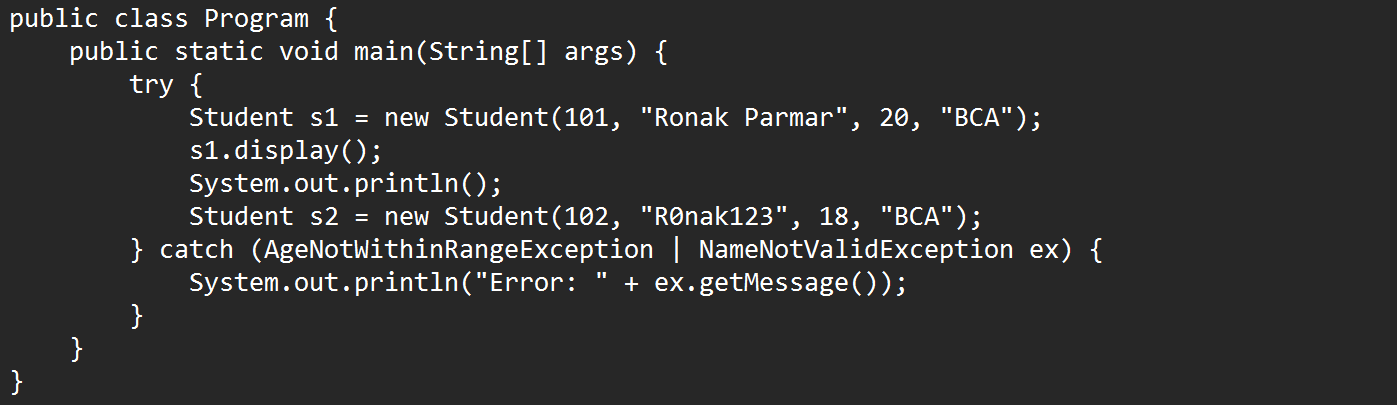 public class Program {
    public static void main(String[] args) {
        try {
            Student s1 = new Student(101, "Ronak Parmar", 20, "BCA");
            s1.display();
            System.out.println();
            Student s2 = new Student(102, "R0nak123", 18, "BCA");
        } catch (AgeNotWithinRangeException | NameNotValidException ex) {
            System.out.println("Error: " + ex.getMessage());
        }
    }
}